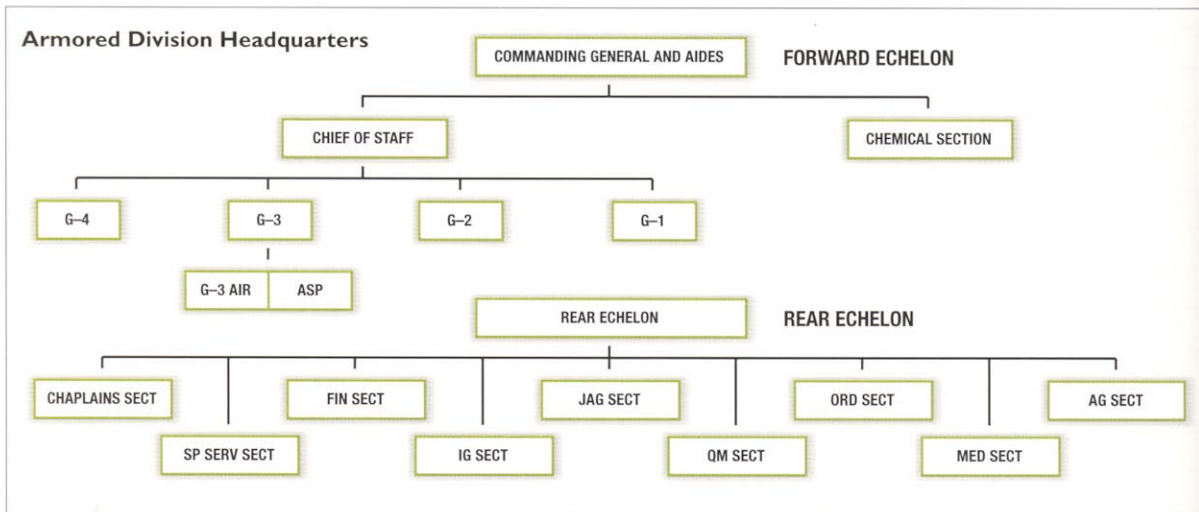 Armored Division Headquarters
COMMANDING GENERAL AND AIDES
FORWARD ECHELON
CHIEF OF STAFF
CHEMICAL SECTION
G–4
G–3
G–2
G–1
G–3 AIR
ASP
REAR ECHELON
REAR ECHELON
CHAPLAINS SECT
FIN SECT
JAG SECT
ORD SECT
AG SECT
SP SERV SECT
IG SECT
QM SECT
MED SECT